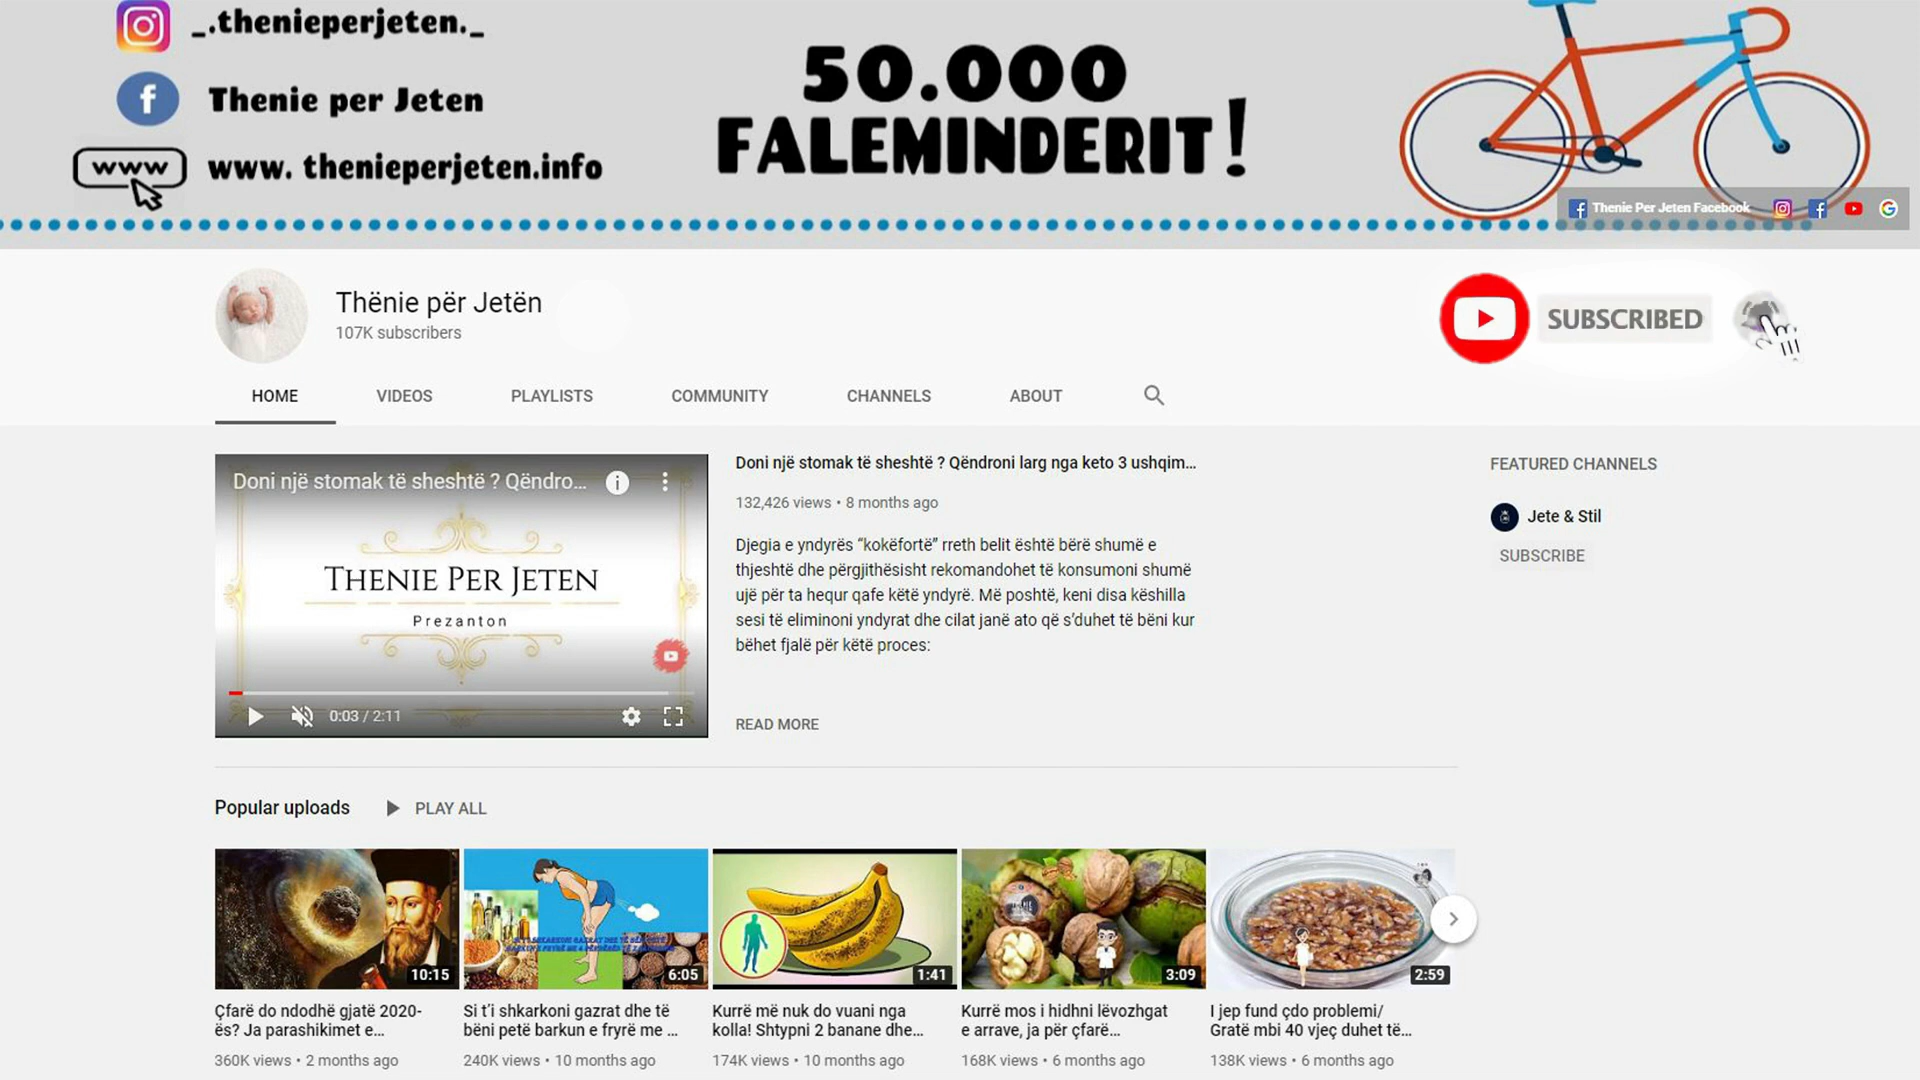 _.thenieperjeten._
Thenie per Jeten
www
www. thenieperjeten.info
50.000
FALEMINDERIT!
Thenie Per Jeten Facebook
Thënie për Jetën
107K subscribers
SUBSCRIBED
HOME
VIDEOS
PLAYLISTS
COMMUNITY
CHANNELS
ABOUT
Doni një stomak të sheshtë ? Qëndro...
THENIE PER JETEN
Prezanton
0:03 / 2:11
Doni një stomak të sheshtë ? Qëndroni larg nga keto 3 ushqim...
132,426 views • 8 months ago
Djegia e yndyrës “kokëfortë” rreth belit është bërë shumë e
thjeshtë dhe përgjithësisht rekomandohet të konsumoni shumë
ujë për ta hequr qafe këtë yndyrë. Më poshtë, keni disa këshilla
sesi të eliminoni yndyrat dhe cilat janë ato që s’duhet të bëni kur
bëhet fjalë për këtë proces:
READ MORE
FEATURED CHANNELS
Jete & Stil
SUBSCRIBE
Popular uploads
PLAY ALL
10:15
Çfarë do ndodhë gjatë 2020-
ës? Ja parashikimet e...
360K views • 2 months ago
6:05
Si t’i shkarkoni gazrat dhe të
bëni petë barkun e fryrë me ...
240K views • 10 months ago
1:41
Kurrë më nuk do vuani nga
kolla! Shtypni 2 banane dhe...
174K views • 10 months ago
3:09
Kurrë mos i hidhni lëvozhgat
e arrave, ja për çfarë...
168K views • 6 months ago
2:59
I jep fund çdo problemi/
Gratë mbi 40 vjeç duhet të...
138K views • 6 months ago